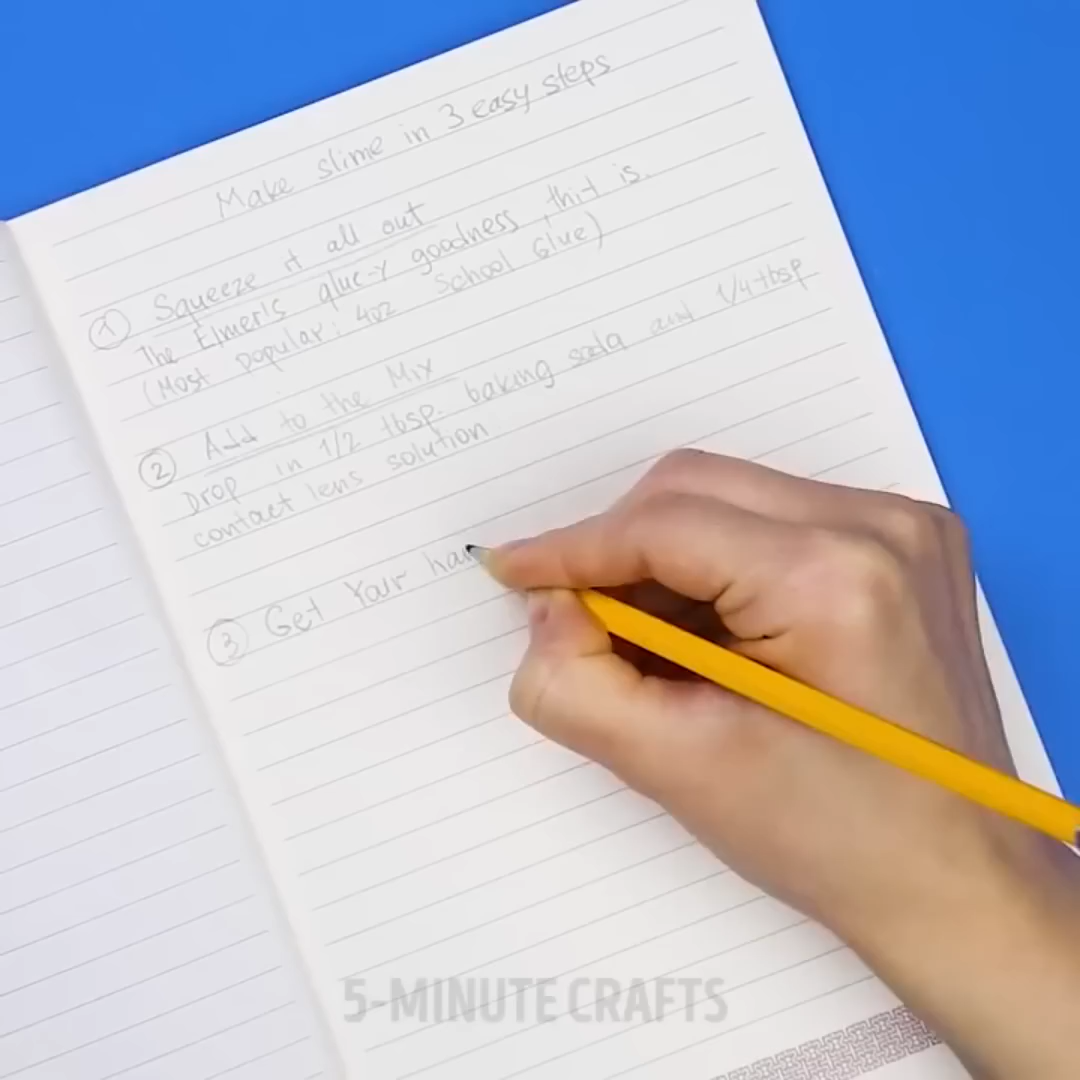 Make slime in 3 easy steps
① Squeeze it all out
The Elmer's glue-y goodness, that is.
(Most popular: 4oz School Glue)
② Add to the Mix
Drop in 1/2 tbsp. baking soda and 1/4 tbsp
contact lens solution
③ Get Your han
5-MINUTE CRAFTS